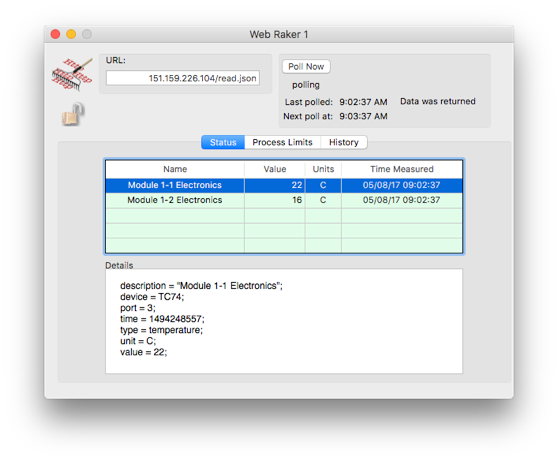 Web Raker 1
URL:
151.159.226.104/read.json
Poll Now
polling
Last polled: 9:02:37 AM Data was returned
Next poll at: 9:03:37 AM
Status Process Limits History
Name Value Units Time Measured
Module 1-1 Electronics 22 C 05/08/17 09:02:37
Module 1-2 Electronics 16 C 05/08/17 09:02:37
Details
description = "Module 1-1 Electronics";
device = TC74;
port = 3;
time = 1494248557;
type = temperature;
unit = C;
value = 22;